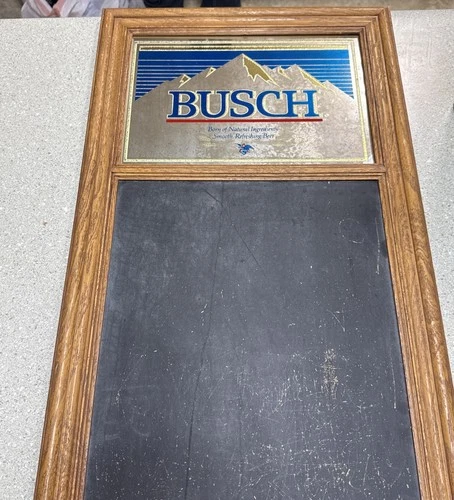 BUSCH
Born of Natural Ingredients
Smooth Refreshing Beer